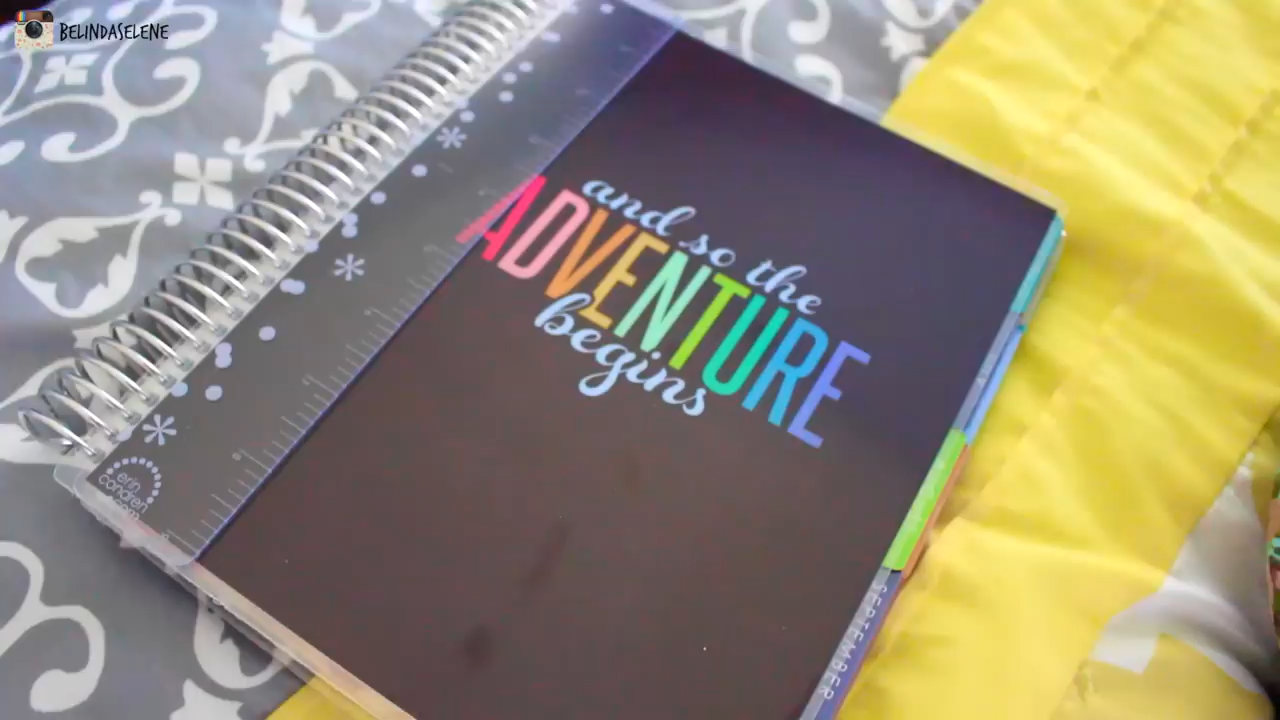 BELINDASELENE
and so the
ADVENTURE
begins
erin
condren
.com
SEPTEMBER